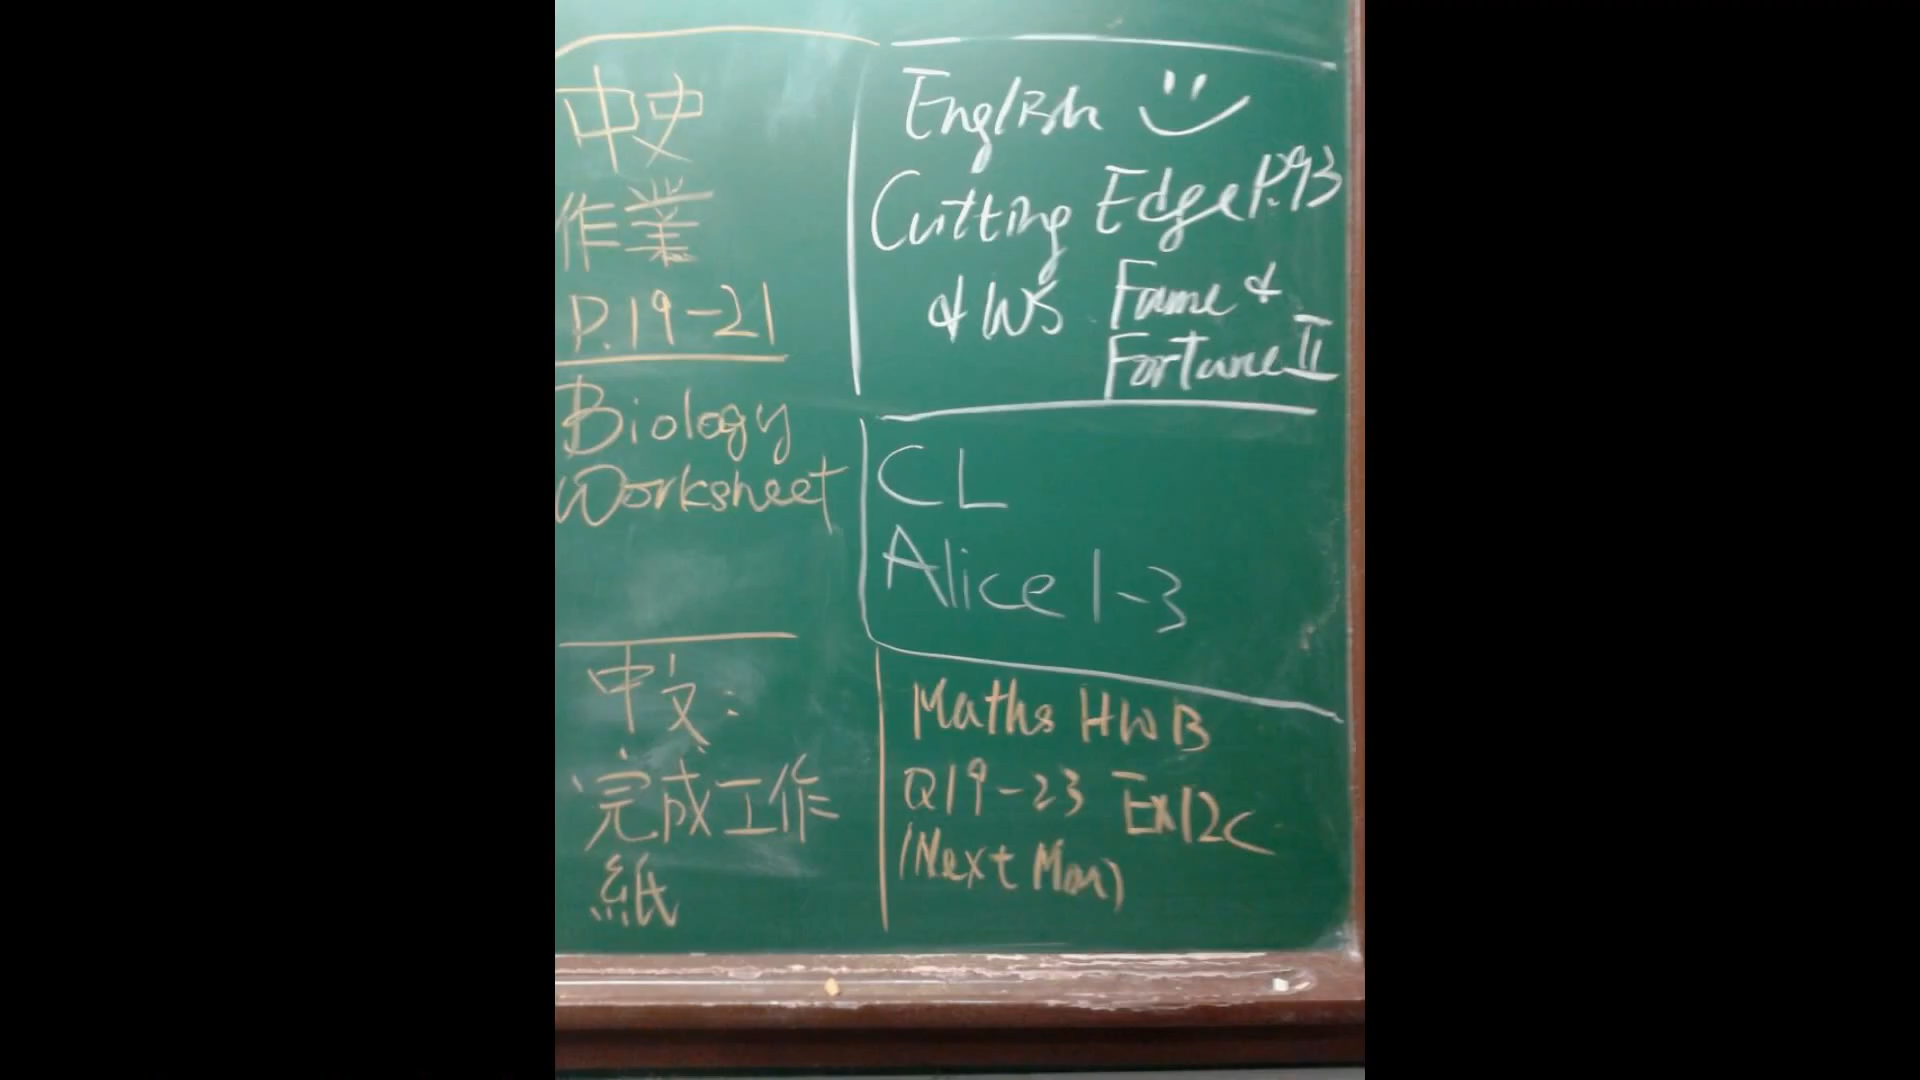 中史
作業
P.19-21
Biology
Worksheet
中文:
完成工作
紙
English
Cutting Edge P.93
& WS Fame &
Fortune II
CL
Alice 1-3
Maths HWB
Q19-23 Ex12C
(Next Mon)